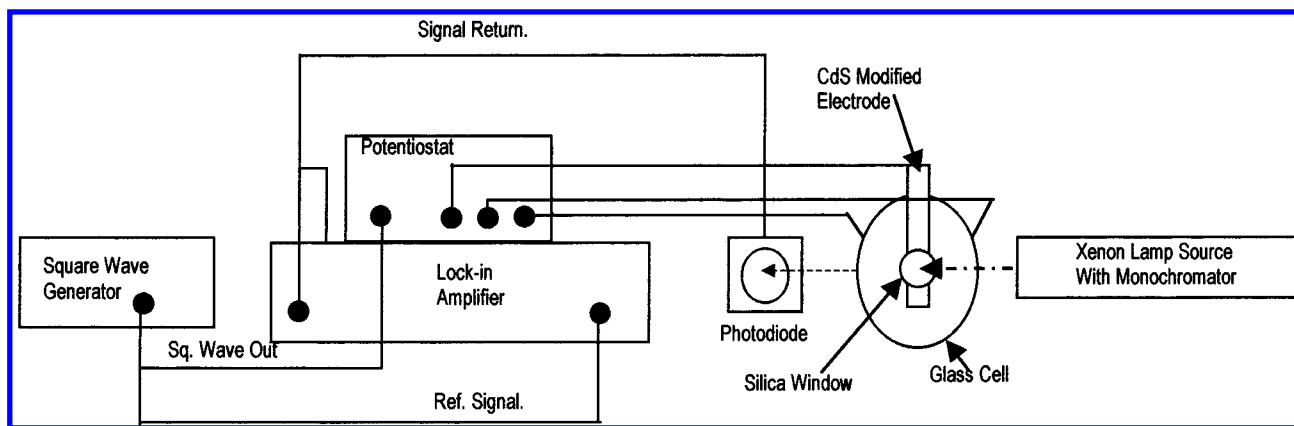 Signal Return.
CdS Modified
Electrode
Potentiostat
Square Wave
Generator
Lock-in
Amplifier
Xenon Lamp Source
With Monochromator
Photodiode
Sq. Wave Out
Silica Window
Glass Cell
Ref. Signal.